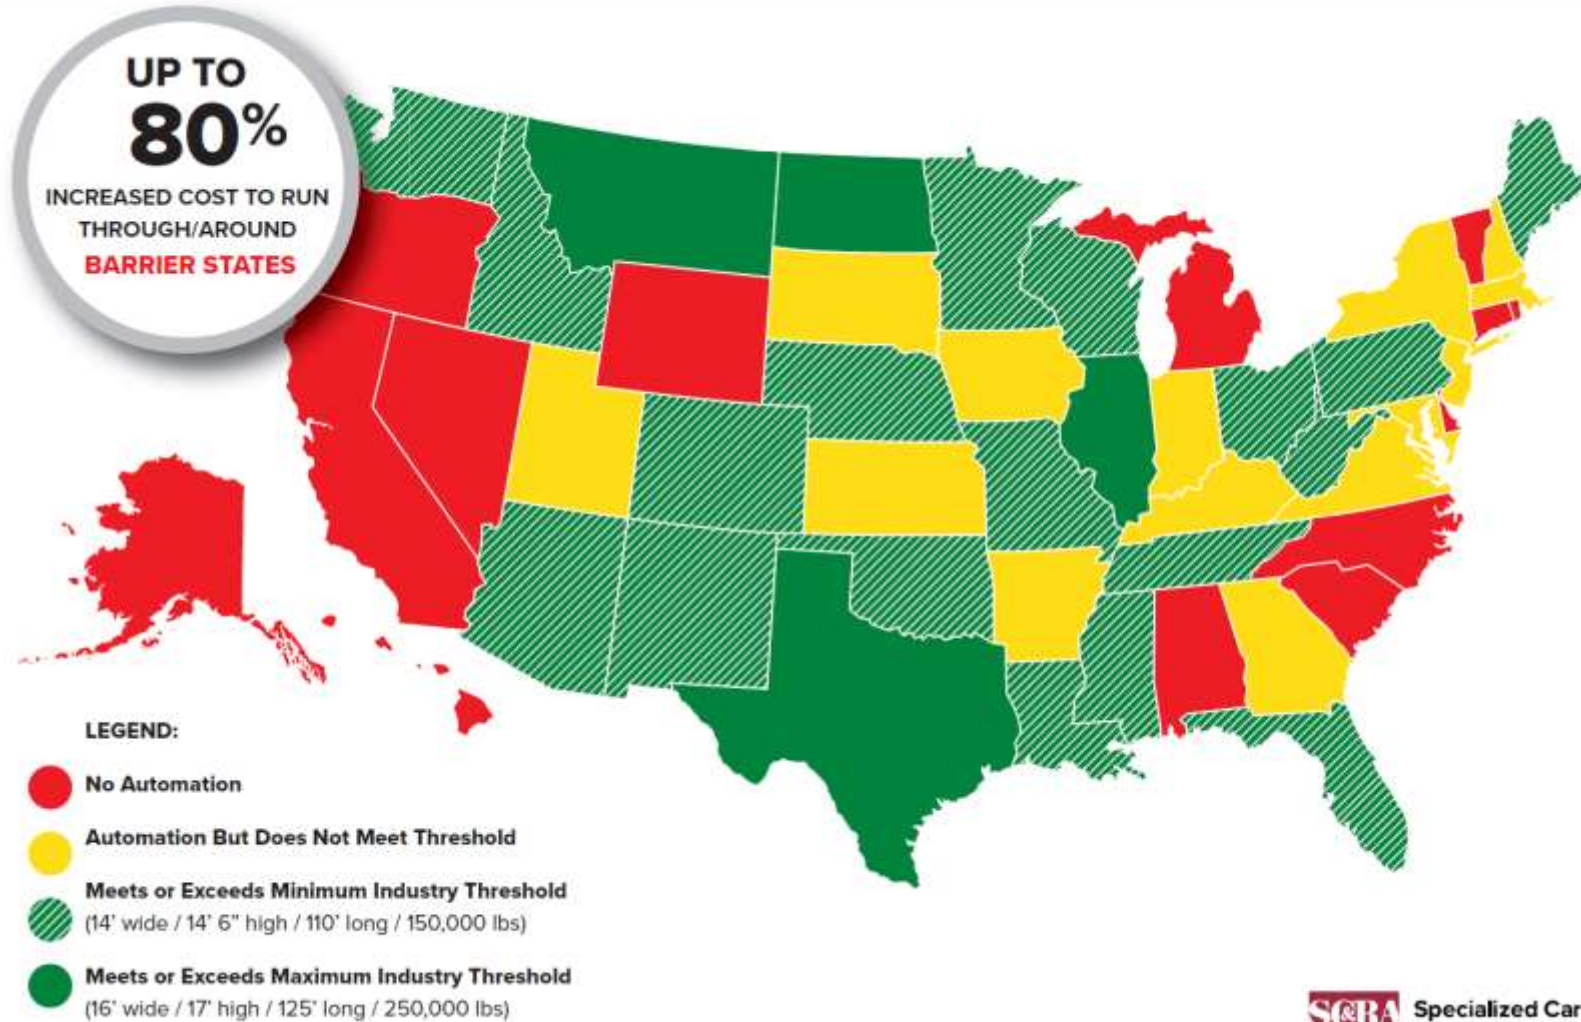 UP TO
80%
INCREASED COST TO RUN
THROUGH/AROUND
BARRIER STATES
LEGEND:
No Automation
Automation But Does Not Meet Threshold
Meets or Exceeds Minimum Industry Threshold
(14' wide / 14' 6" high / 110' long / 150,000 lbs)
Meets or Exceeds Maximum Industry Threshold
(16' wide / 17' high / 125' long / 250,000 lbs)
SC&RA Specialized Car